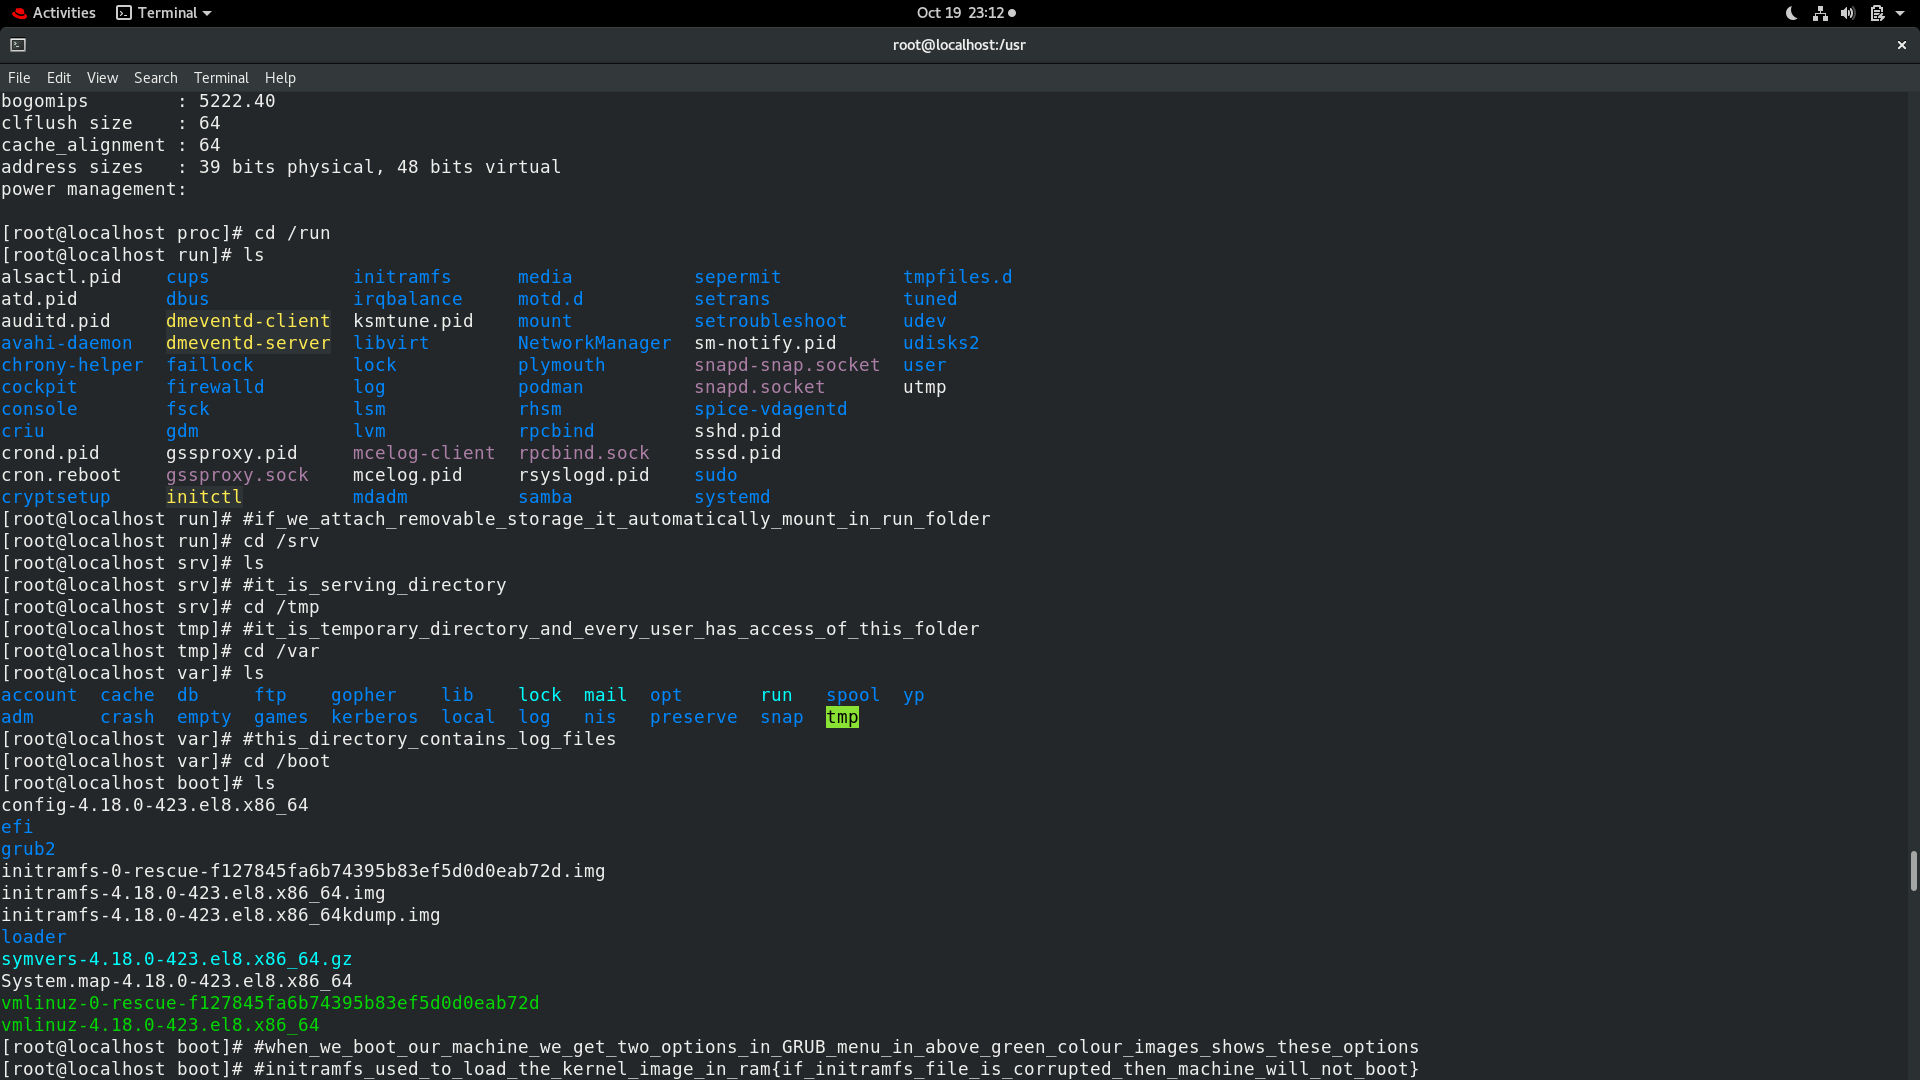 Activities Terminal Oct 19 23:12
root@localhost:/usr
File Edit View Search Terminal Help
bogomips : 5222.40
clflush size : 64
cache_alignment : 64
address sizes : 39 bits physical, 48 bits virtual
power management:
[root@localhost proc]# cd /run
[root@localhost run]# ls
alsactl.pid cups initramfs media sepermit tmpfiles.d
atd.pid dbus irqbalance motd.d setrans tuned
auditd.pid dmeventd-client ksmtune.pid mount setroubleshoot udev
avahi-daemon dmeventd-server libvirt NetworkManager sm-notify.pid udisks2
chrony-helper faillock lock plymouth snapd-snap.socket user
cockpit firewalld log podman snapd.socket utmp
console fsck lsm rhsm spice-vdagentd
criu gdm lvm rpcbind sshd.pid
crond.pid gssproxy.pid mcelog-client rpcbind.sock sssd.pid
cron.reboot gssproxy.sock mcelog.pid rsyslogd.pid sudo
cryptsetup initctl mdadm samba systemd
[root@localhost run]# #if_we_attach_removable_storage_it_automatically_mount_in_run_folder
[root@localhost run]# cd /srv
[root@localhost srv]# ls
[root@localhost srv]# #it_is_serving_directory
[root@localhost srv]# cd /tmp
[root@localhost tmp]# #it_is_temporary_directory_and_every_user_has_access_of_this_folder
[root@localhost tmp]# cd /var
[root@localhost var]# ls
account cache db ftp gopher lib lock mail opt run spool yp
adm crash empty games kerberos local log nis preserve snap tmp
[root@localhost var]# #this_directory_contains_log_files
[root@localhost var]# cd /boot
[root@localhost boot]# ls
config-4.18.0-423.el8.x86_64
efi
grub2
initramfs-0-rescue-f127845fa6b74395b83ef5d0d0eab72d.img
initramfs-4.18.0-423.el8.x86_64.img
initramfs-4.18.0-423.el8.x86_64kdump.img
loader
symvers-4.18.0-423.el8.x86_64.gz
System.map-4.18.0-423.el8.x86_64
vmlinuz-0-rescue-f127845fa6b74395b83ef5d0d0eab72d
vmlinuz-4.18.0-423.el8.x86_64
[root@localhost boot]# #when_we_boot_our_machine_we_get_two_options_in_GRUB_menu_in_above_green_colour_images_shows_these_options
[root@localhost boot]# #initramfs_used_to_load_the_kernel_image_in_ram{if_initramfs_file_is_corrupted_then_machine_will_not_boot}